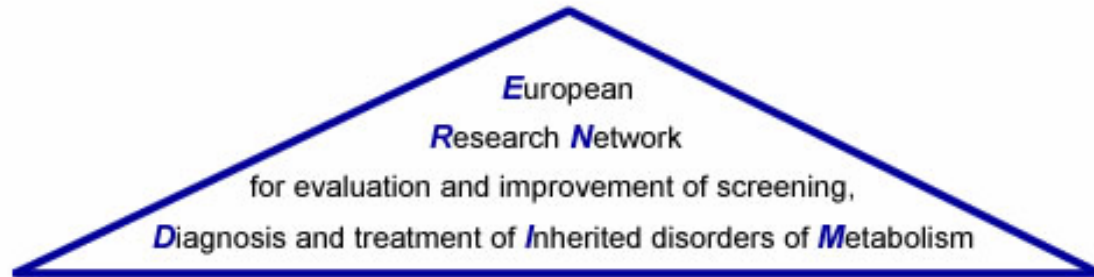 European
Research Network
for evaluation and improvement of screening,
Diagnosis and treatment of Inherited disorders of Metabolism